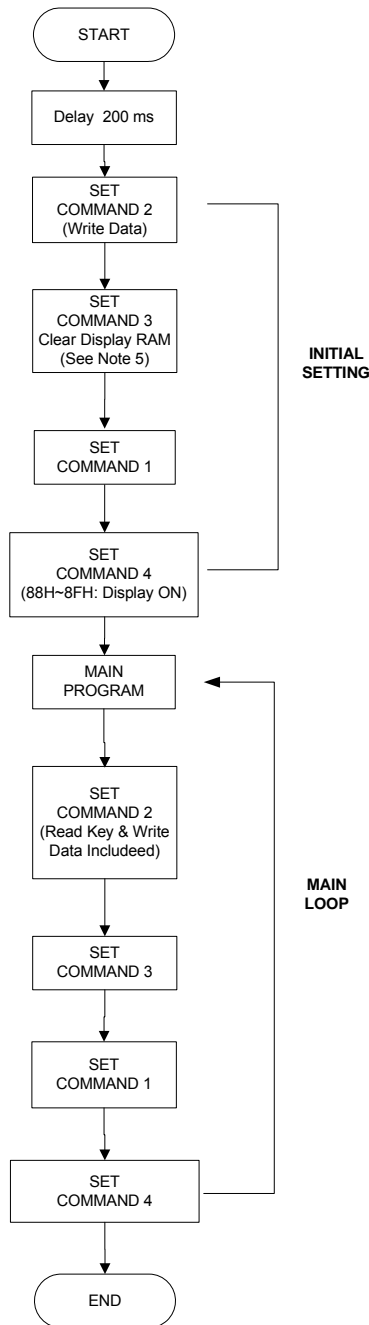 START
Delay 200 ms
SET
COMMAND 2
(Write Data)
SET
COMMAND 3
Clear Display RAM
(See Note 5)
INITIAL
SETTING
SET
COMMAND 1
SET
COMMAND 4
(88H~8FH: Display ON)
MAIN
PROGRAM
SET
COMMAND 2
(Read Key & Write
Data Includeed)
MAIN
LOOP
SET
COMMAND 3
SET
COMMAND 1
SET
COMMAND 4
END